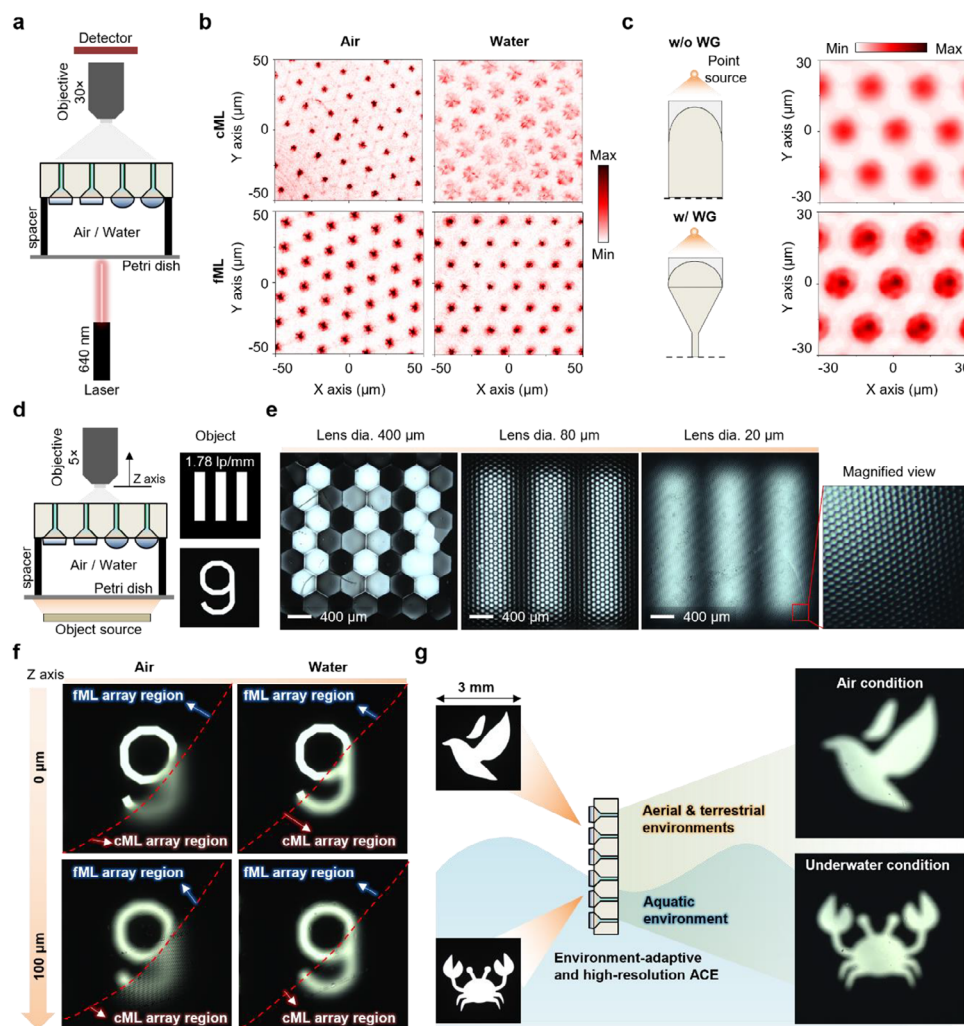 a
Detector
Objective
30×
spacer
Air / Water
Petri dish
640 nm
Laser
b
Air
Water
cML
fML
Y axis (µm)
50
0
-50
Y axis (µm)
50
0
-50
-50
0
50
-50
0
50
X axis (µm)
X axis (µm)
Max
Min
c
w/o WG
Point
source
w/ WG
Min
Max
Y axis (µm)
30
0
-30
Y axis (µm)
30
0
-30
-30
0
30
X axis (µm)
d
Objective
5×
Z axis
spacer
Air / Water
Petri dish
Object source
Object
1.78 lp/mm
9
e
Lens dia. 400 µm
Lens dia. 80 µm
Lens dia. 20 µm
Magnified view
400 µm
400 µm
400 µm
f
Z axis
Air
Water
0 µm
100 µm
fML array region
9
cML array region
fML array region
9
cML array region
fML array region
9
cML array region
fML array region
9
cML array region
g
3 mm
Aerial & terrestrial
environments
Aquatic
environment
Environment-adaptive
and high-resolution ACE
Air condition
Underwater condition